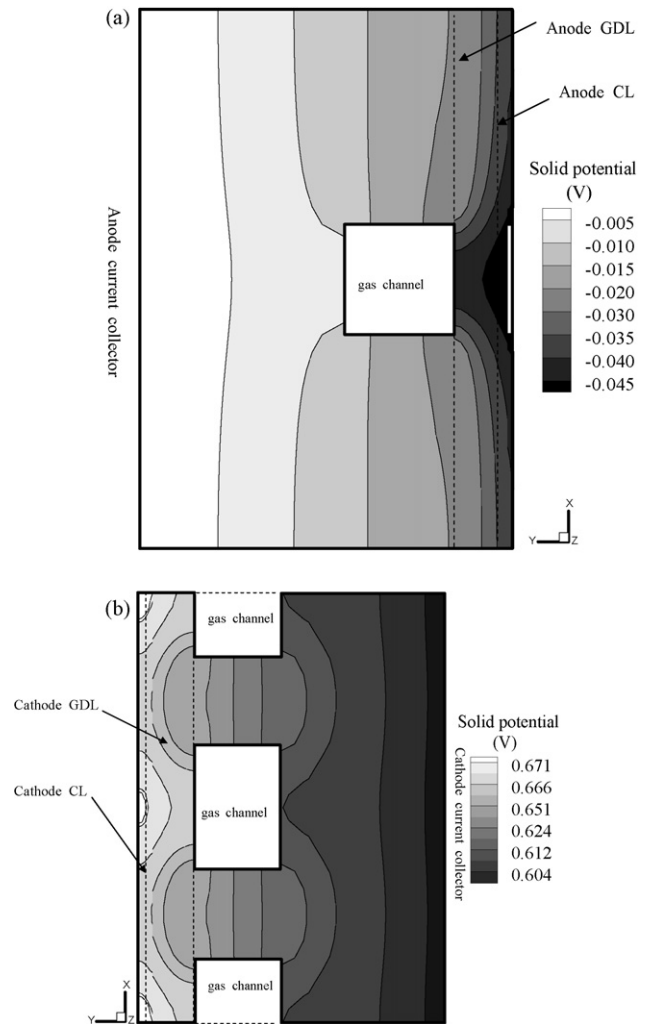 (a)
Anode GDL
Anode CL
Solid potential
(V)
-0.005
-0.010
-0.015
-0.020
-0.030
-0.035
-0.040
-0.045
Anode current collector
gas channel
X
Y
Z
(b)
gas channel
Cathode GDL
Cathode CL
gas channel
gas channel
Cathode current collector
Solid potential
(V)
0.671
0.666
0.651
0.624
0.612
0.604
X
Y
Z